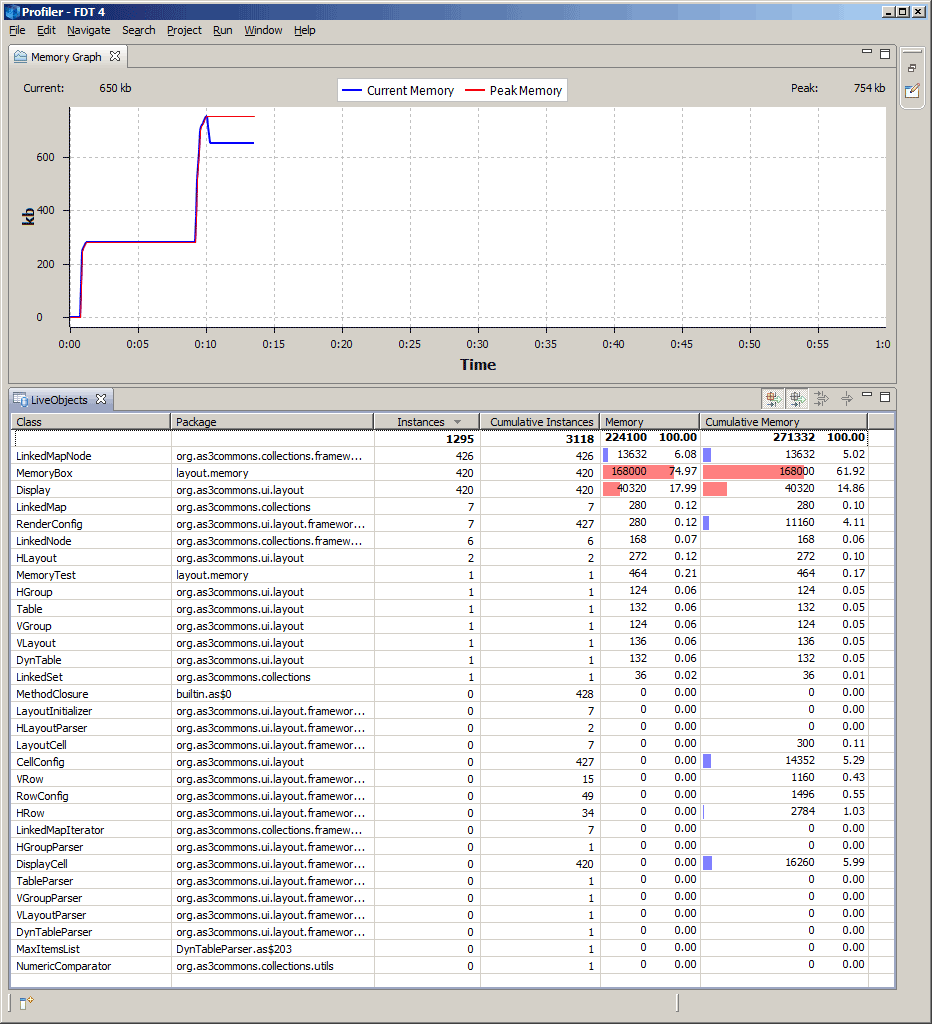 Profiler - FDT 4
File Edit Navigate Search Project Run Window Help
Memory Graph
Current: 650 kb Current Memory Peak Memory Peak: 754 kb
600
400
200
0
kb
0:00 0:05 0:10 0:15 0:20 0:25 0:30 0:35 0:40 0:45 0:50 0:55 1:0
Time
LiveObjects
Class Package Instances Cumulative Instances Memory Cumulative Memory
1295 3118 224100 100.00 271332 100.00
LinkedMapNode org.as3commons.collections.framew... 426 426 13632 6.08 13632 5.02
MemoryBox layout.memory 420 420 168000 74.97 168000 61.92
Display org.as3commons.ui.layout 420 420 40320 17.99 40320 14.86
LinkedMap org.as3commons.collections 7 7 280 0.12 280 0.10
RenderConfig org.as3commons.ui.layout.framewor... 7 427 280 0.12 11160 4.11
LinkedNode org.as3commons.collections.framew... 6 6 168 0.07 168 0.06
HLayout org.as3commons.ui.layout 2 2 272 0.12 272 0.10
MemoryTest layout.memory 1 1 464 0.21 464 0.17
HGroup org.as3commons.ui.layout 1 1 124 0.06 124 0.05
Table org.as3commons.ui.layout 1 1 132 0.06 132 0.05
VGroup org.as3commons.ui.layout 1 1 124 0.06 124 0.05
VLayout org.as3commons.ui.layout 1 1 136 0.06 136 0.05
DynTable org.as3commons.ui.layout 1 1 132 0.06 132 0.05
LinkedSet org.as3commons.collections 1 1 36 0.02 36 0.01
MethodClosure builtin.as$0 0 428 0 0.00 0 0.00
LayoutInitializer org.as3commons.ui.layout.framewor... 0 7 0 0.00 0 0.00
HLayoutParser org.as3commons.ui.layout.framewor... 0 2 0 0.00 0 0.00
LayoutCell org.as3commons.ui.layout.framewor... 0 7 0 0.00 300 0.11
CellConfig org.as3commons.ui.layout 0 427 0 0.00 14352 5.29
VRow org.as3commons.ui.layout.framewor... 0 15 0 0.00 1160 0.43
RowConfig org.as3commons.ui.layout.framewor... 0 49 0 0.00 1496 0.55
HRow org.as3commons.ui.layout.framewor... 0 34 0 0.00 2784 1.03
LinkedMapIterator org.as3commons.collections.framew... 0 7 0 0.00 0 0.00
HGroupParser org.as3commons.ui.layout.framewor... 0 1 0 0.00 0 0.00
DisplayCell org.as3commons.ui.layout.framewor... 0 420 0 0.00 16260 5.99
TableParser org.as3commons.ui.layout.framewor... 0 1 0 0.00 0 0.00
VGroupParser org.as3commons.ui.layout.framewor... 0 1 0 0.00 0 0.00
VLayoutParser org.as3commons.ui.layout.framewor... 0 1 0 0.00 0 0.00
DynTableParser org.as3commons.ui.layout.framewor... 0 1 0 0.00 0 0.00
MaxItemsList DynTableParser.as$203 0 1 0 0.00 0 0.00
NumericComparator org.as3commons.collections.utils 0 1 0 0.00 0 0.00